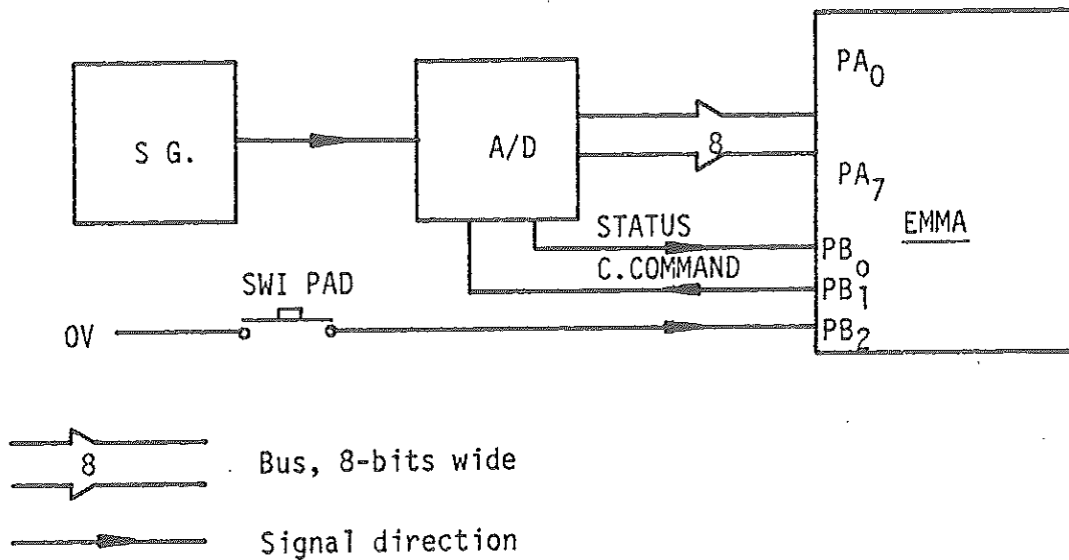 PA0
S G.
A/D
8
PA7
EMMA
STATUS
PB0
C.COMMAND
PB1
SWI PAD
0V
PB2
8
Bus, 8-bits wide
Signal direction